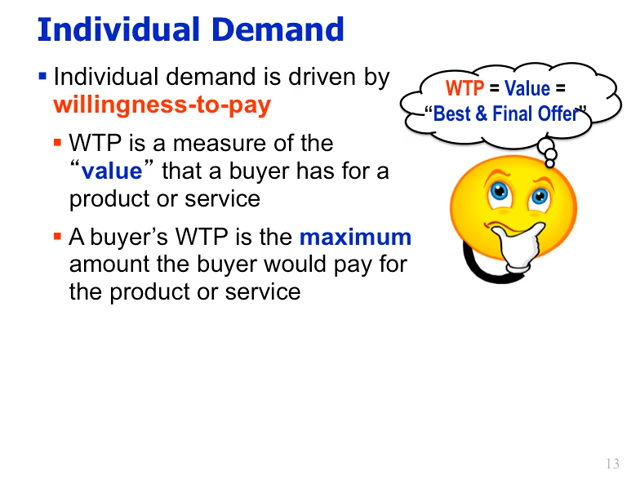 Individual Demand
Individual demand is driven by
willingness-to-pay
WTP = Value =
“Best & Final Offer”
WTP is a measure of the
“value” that a buyer has for a
product or service
A buyer’s WTP is the maximum
amount the buyer would pay for
the product or service
13